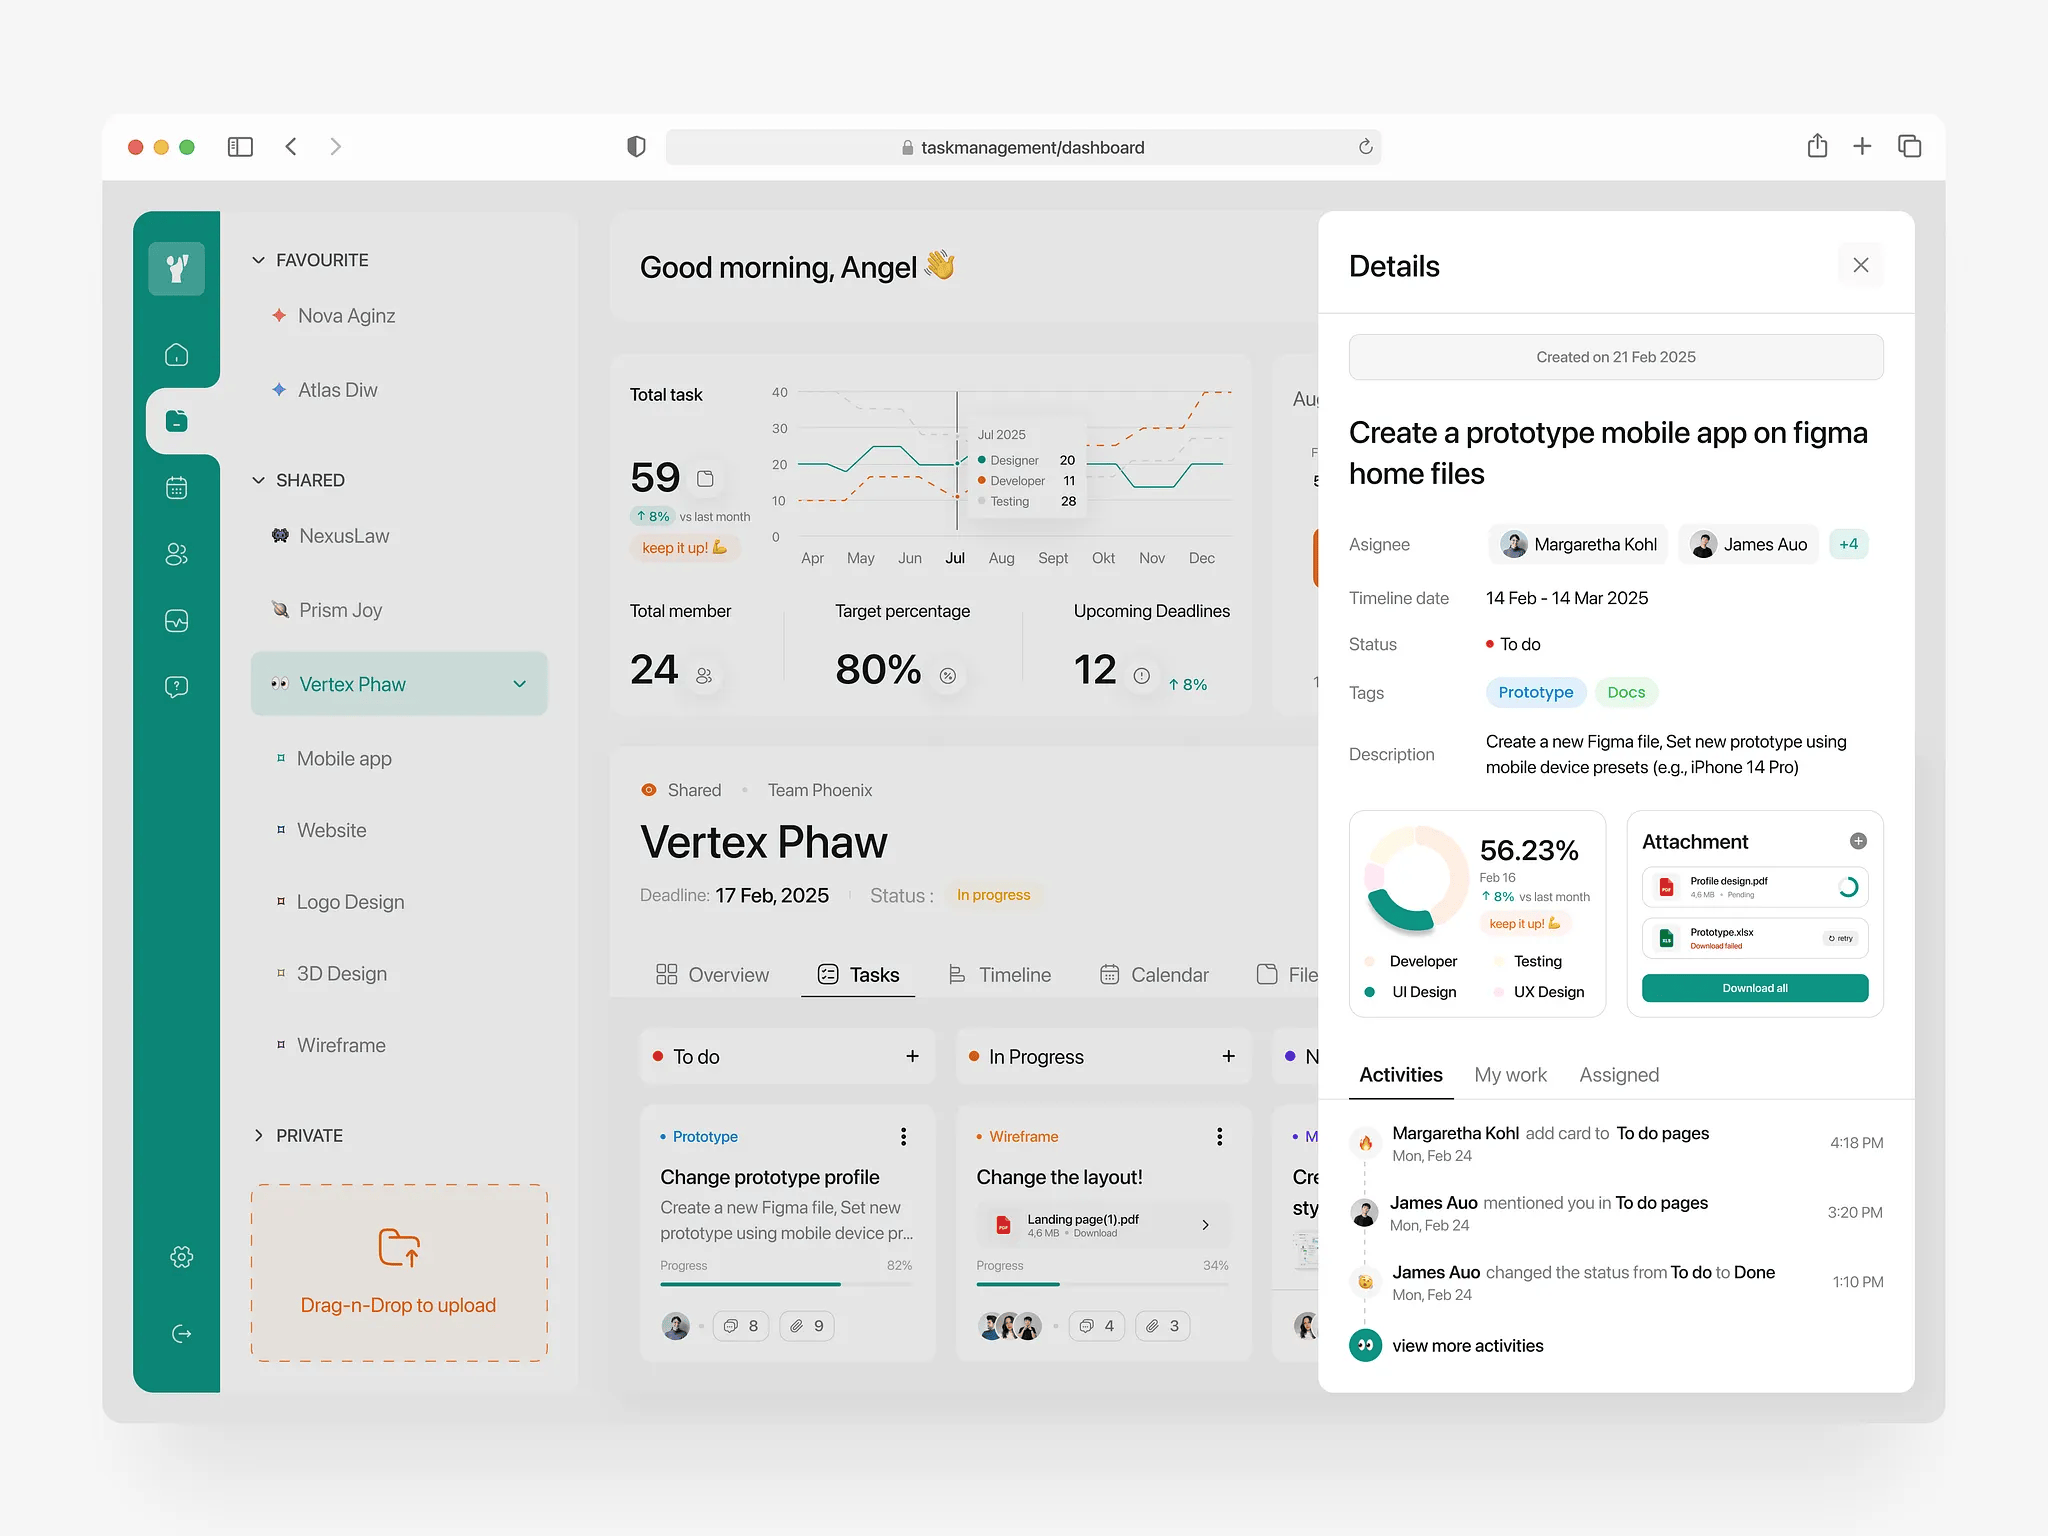 taskmanagement/dashboard
FAVOURITE
Nova Aginz
Atlas Diw
SHARED
NexusLaw
Prism Joy
Vertex Phaw
Mobile app
Website
Logo Design
3D Design
Wireframe
PRIVATE
Drag-n-Drop to upload
Good morning, Angel 👋
Total task
59
↑ 8% vs last month
keep it up! 💪
40
30
20
10
0
Apr May Jun Jul Aug Sept Okt Nov Dec
Jul 2025
Designer 20
Developer 11
Testing 28
Total member
24
Target percentage
80%
Upcoming Deadlines
12
↑ 8%
Shared • Team Phoenix
Vertex Phaw
Deadline: 17 Feb, 2025
Status : In progress
Overview Tasks Timeline Calendar File
To do +
Prototype
Change prototype profile
Create a new Figma file, Set new
prototype using mobile device pr...
Progress 82%
8 9
In Progress +
Wireframe
Change the layout!
PDF
Landing page(1).pdf
4,6 MB • Download
Progress 34%
4 3
Details
Created on 21 Feb 2025
Create a prototype mobile app on figma
home files
Asignee Margaretha Kohl James Auo +4
Timeline date 14 Feb - 14 Mar 2025
Status To do
Tags Prototype Docs
Description Create a new Figma file, Set new prototype using
mobile device presets (e.g., iPhone 14 Pro)
56.23%
Feb 16
↑ 8% vs last month
keep it up! 💪
Developer Testing
UI Design UX Design
Attachment
PDF
Profile design.pdf
4,6 MB • Pending
XLS
Prototype.xlsx
Download failed
retry
Download all
Activities My work Assigned
Margaretha Kohl add card to To do pages
Mon, Feb 24
4:18 PM
James Auo mentioned you in To do pages
Mon, Feb 24
3:20 PM
James Auo changed the status from To do to Done
Mon, Feb 24
1:10 PM
view more activities